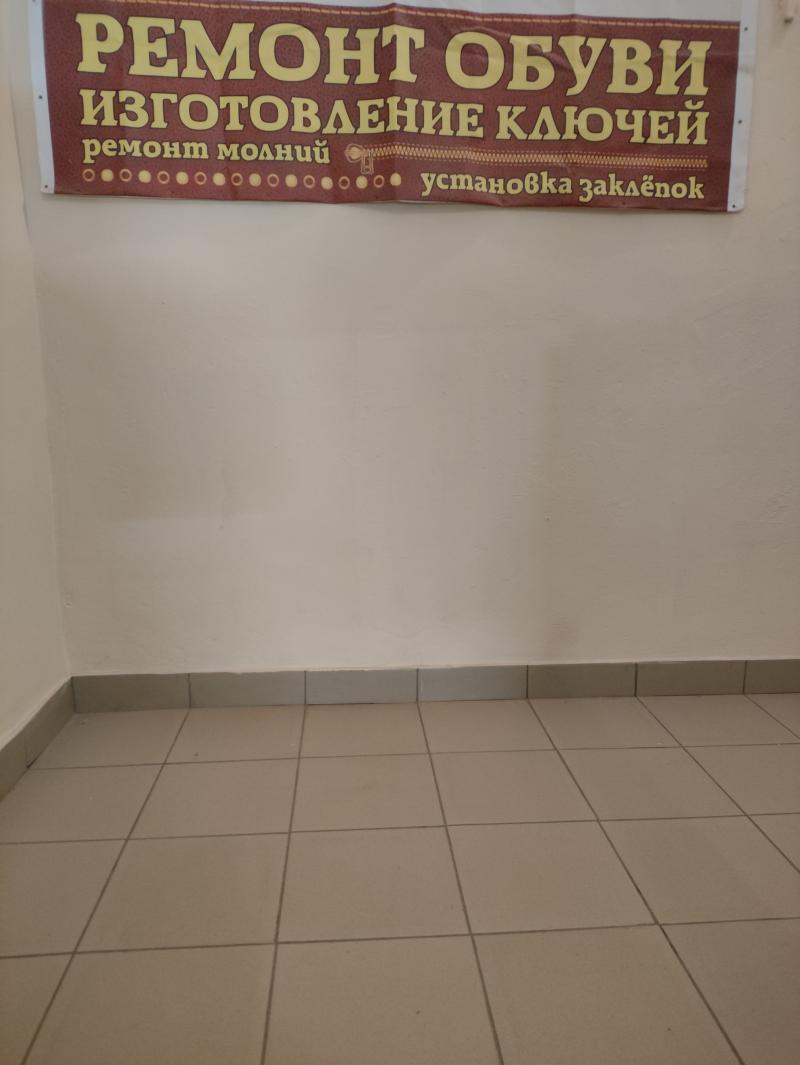 РЕМОНТ ОБУВИ
ИЗГОТОВЛЕНИЕ КЛЮЧЕЙ
ремонт молний
установка заклёпок